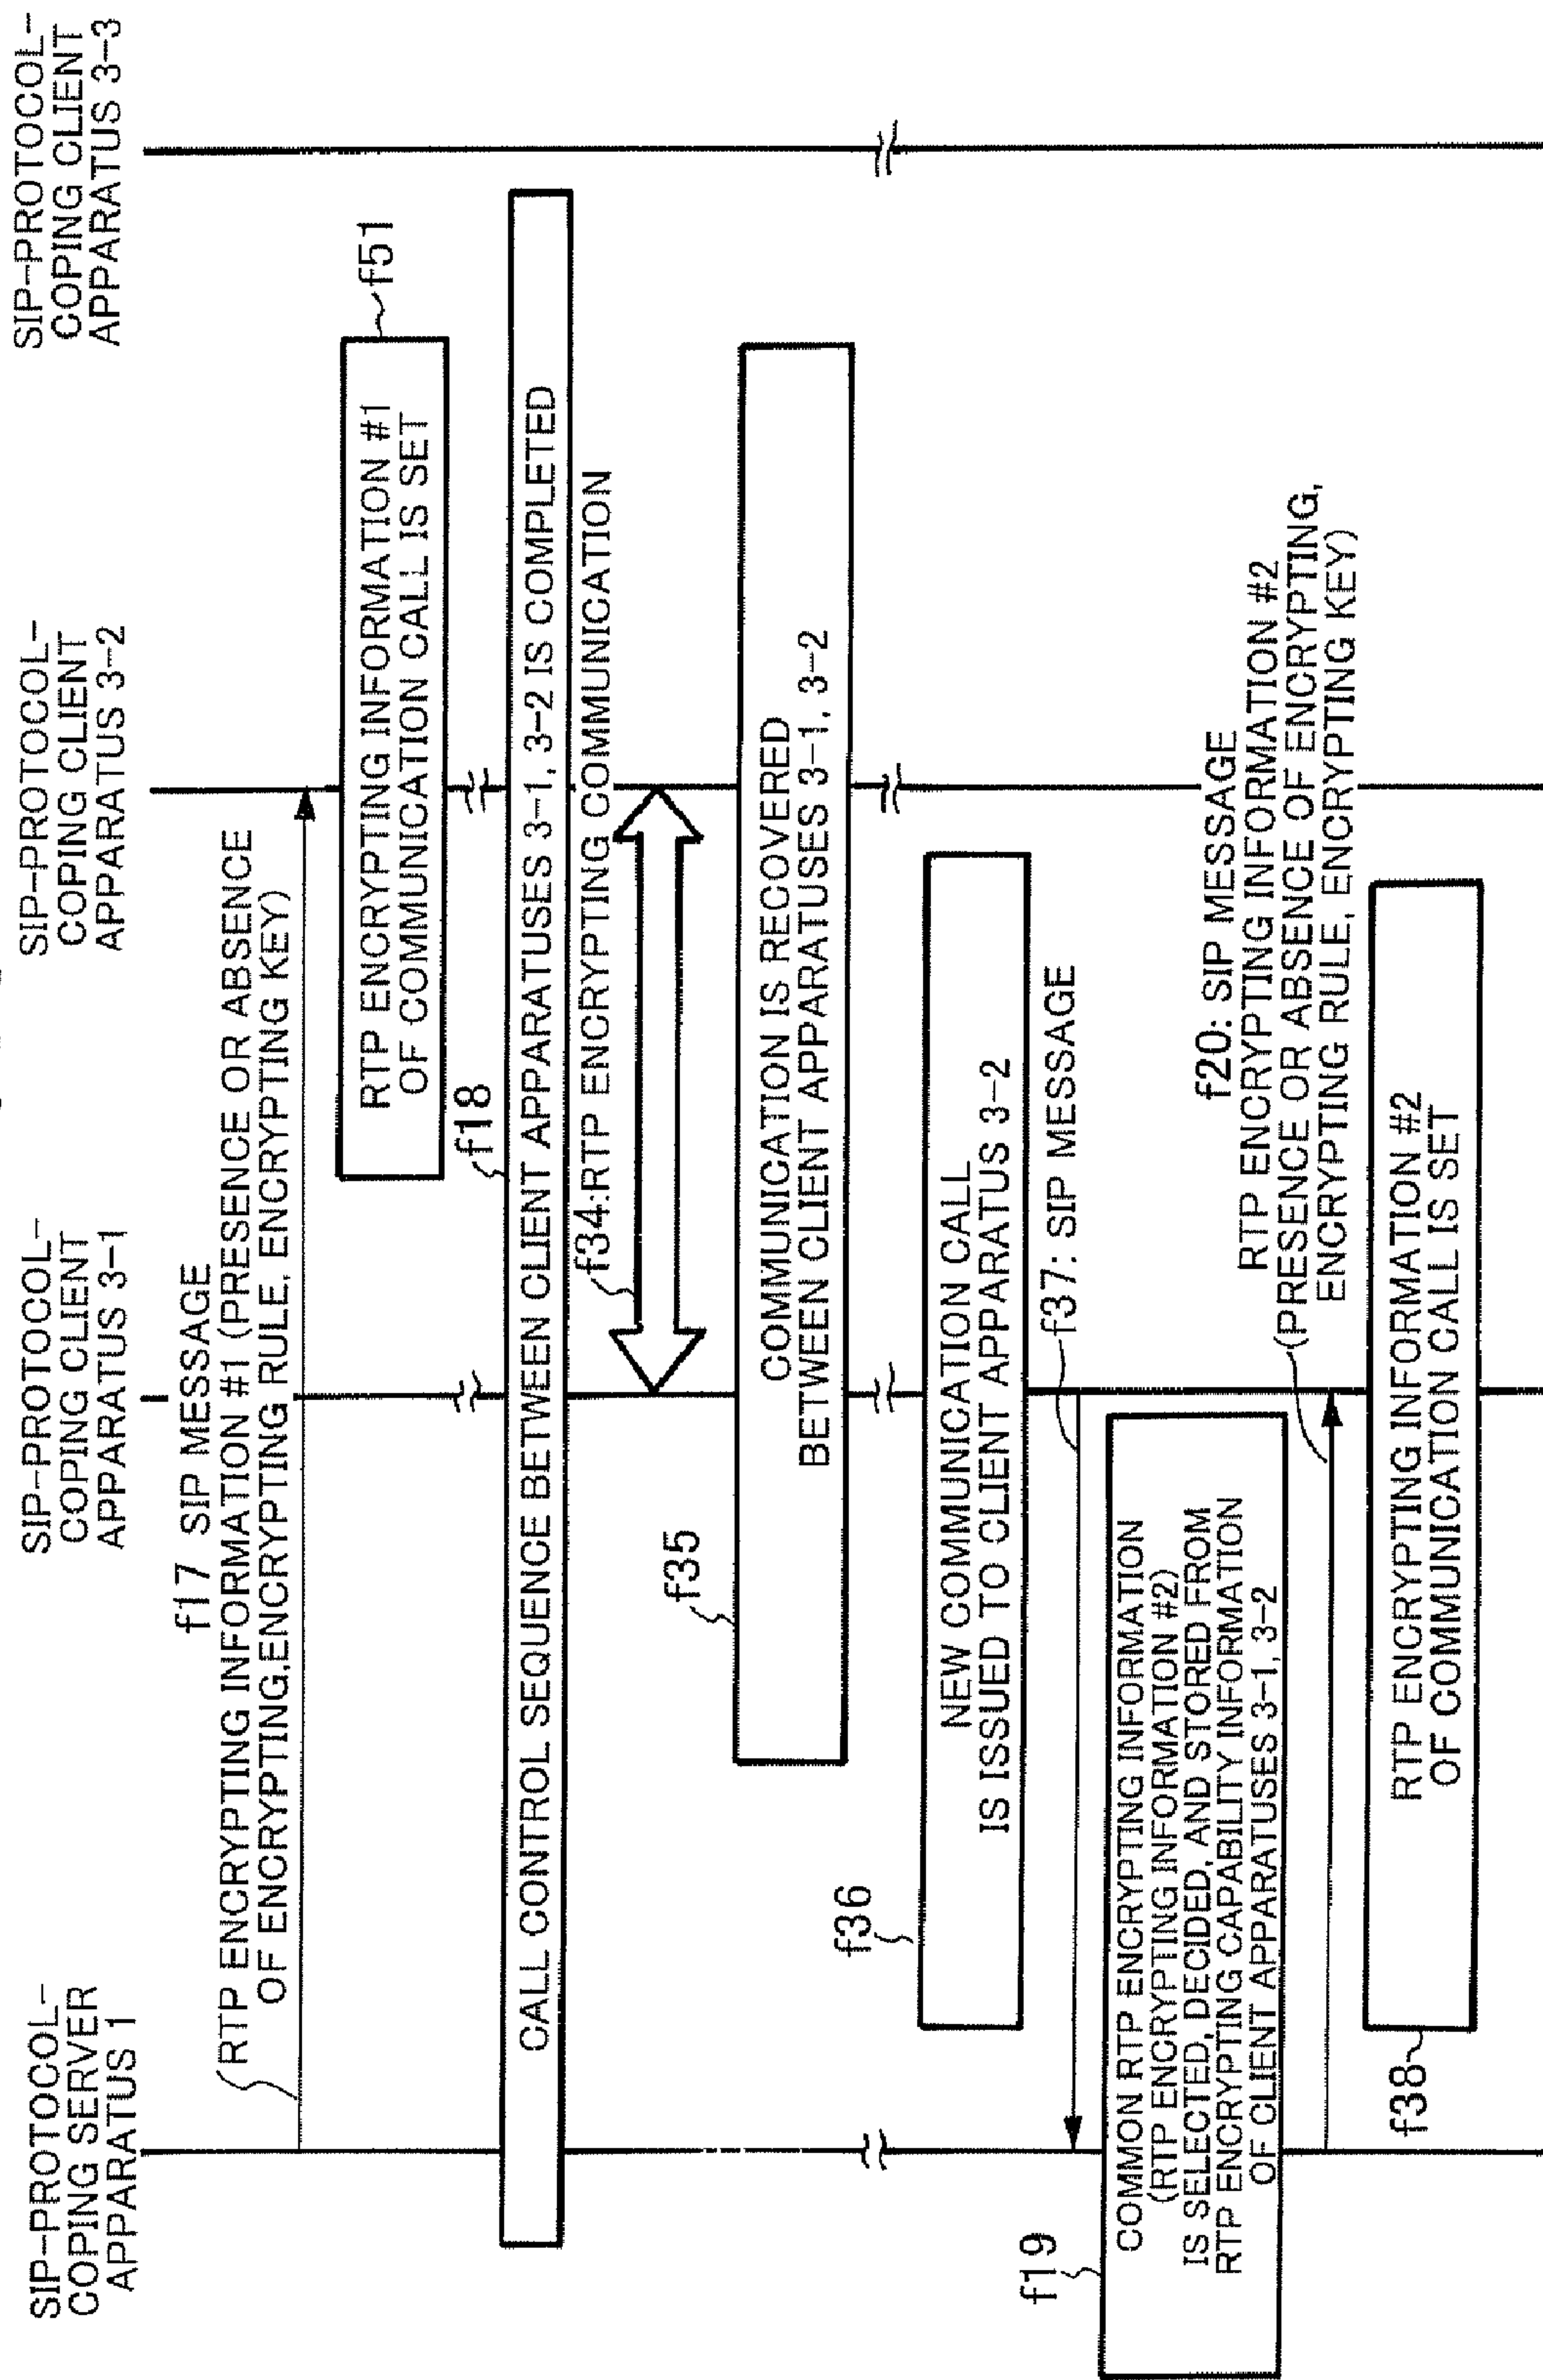 SIP-PROTOCOL-
COPING SERVER
APPARATUS 1
SIP-PROTOCOL-
COPING CLIENT
APPARATUS 3-1
SIP-PROTOCOL-
COPING CLIENT
APPARATUS 3-2
SIP-PROTOCOL-
COPING CLIENT
APPARATUS 3-3
f17 SIP MESSAGE
RTP ENCRYPTING INFORMATION #1 (PRESENCE OR ABSENCE
OF ENCRYPTING,ENCRYPTING RULE, ENCRYPTING KEY)
RTP ENCRYPTING INFORMATION #1
OF COMMUNICATION CALL IS SET
f51
f18
CALL CONTROL SEQUENCE BETWEEN CLIENT APPARATUSES 3-1, 3-2 IS COMPLETED
f34:RTP ENCRYPTING COMMUNICATION
f35
COMMUNICATION IS RECOVERED
BETWEEN CLIENT APPARATUSES 3-1, 3-2
f36
NEW COMMUNICATION CALL
IS ISSUED TO CLIENT APPARATUS 3-2
f37: SIP MESSAGE
f19
COMMON RTP ENCRYPTING INFORMATION
(RTP ENCRYPTING INFORMATION #2)
IS SELECTED, DECIDED, AND STORED FROM
RTP ENCRYPTING CAPABILITY INFORMATION
OF CLIENT APPARATUSES 3-1, 3-2
f20: SIP MESSAGE
RTP ENCRYPTING INFORMATION #2
(PRESENCE OR ABSENCE OF ENCRYPTING,
ENCRYPTING RULE, ENCRYPTING KEY)
f38
RTP ENCRYPTING INFORMATION #2
OF COMMUNICATION CALL IS SET